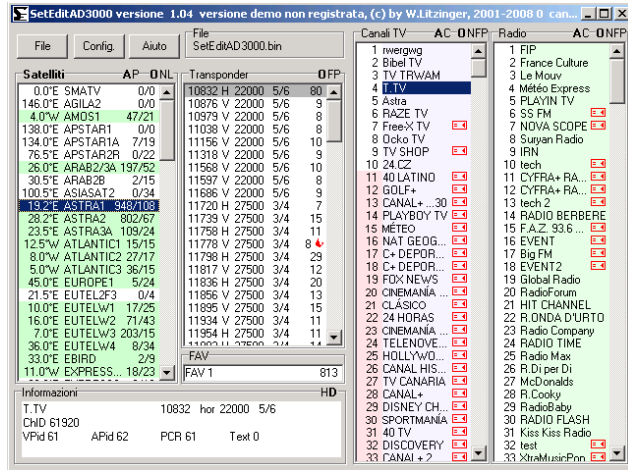 SetEditAD3000 versione 1.04 versione demo non registrata, (c) by W.Litzinger, 2001-2008 0 can...
File Config. Aiuto
File
SetEditAD3000.bin
Satelliti AP 0NL
0.0°E SMATV 0/0
146.0°E AGILA2 0/0
4.0°W AMOS1 47/21
138.0°E APSTAR1 0/0
134.0°E APSTAR1A 7/19
76.5°E APSTAR2R 0/22
26.0°E ARAB2/3A 197/52
30.5°E ARAB2B 2/15
100.5°E ASIASAT2 0/34
19.2°E ASTRA1 948/108
28.2°E ASTRA2 802/67
23.5°E ASTRA3A 109/24
12.5°W ATLANTIC1 15/15
8.0°W ATLANTIC2 27/17
5.0°W ATLANTIC3 36/15
45.0°E EUROPE1 5/24
21.5°E EUTEL2F3 0/4
10.0°E EUTELW1 17/25
16.0°E EUTELW2 71/43
7.0°E EUTELW3 203/15
36.0°E EUTELW4 8/34
33.0°E EBIRD 2/9
11.0°W EXPRESS... 18/23
Transponder 0FP
10832 H 22000 5/6 80
10876 V 22000 5/6 9
10979 V 22000 5/6 8
11038 V 22000 5/6 8
11156 V 22000 5/6 10
11318 V 22000 5/6 9
11568 V 22000 5/6 10
11597 V 22000 5/6 8
11686 V 22000 5/6 9
11720 H 27500 3/4 7
11739 V 27500 3/4 15
11758 H 27500 3/4 11
11778 V 27500 3/4 8
11798 H 27500 3/4 29
11817 V 27500 3/4 12
11836 H 27500 3/4 20
11856 V 27500 3/4 13
11895 V 27500 3/4 15
11934 V 27500 3/4 11
11954 H 27500 3/4 11
FAV
FAV 1 813
Informazioni HD
T.TV 10832 hor 22000 5/6
ChID 61920
VPid 61 APid 62 PCR 61 Text 0
Canali TV AC 0NFP
1 rwergwg
2 Bibel TV
3 TV TRWAM
4 T.TV
5 Astra
6 RAZE TV
7 Free-X TV
8 Ocko TV
9 TV SHOP
10 24.CZ
11 40 LATINO
12 GOLF+
13 CANAL+ ...30
14 PLAYBOY TV
15 MÉTEO
16 NAT GEOG...
17 C+ DEPOR...
18 C+ DEPOR...
19 FOX NEWS
20 CINEMANÍA ...
21 CLÁSICO
22 24 HORAS
23 CINEMANÍA ...
24 TELENOVE...
25 HOLLYWO...
26 CANAL HIS...
27 TV CANARIA
28 CANAL+
29 DISNEY CH...
30 SPORTMANÍA
31 40 TV
32 DISCOVERY
33 CANAL + 2
Radio AC 0NFP
1 FIP
2 France Culture
3 Le Mouv
4 Météo Express
5 PLAYIN TV
6 SS FM
7 NOVA SCOPE
8 Suryan Radio
9 IRN
10 tech
11 CYFRA+ RA...
12 CYFRA+ RA...
13 tech 2
14 RADIO BERBERE
15 F.A.Z. 93.6 ...
16 EVENT
17 Big FM
18 EVENT2
19 Global Radio
20 RadioForum
21 HIT CHANNEL
22 R.ONDA D'URTO
23 Radio Company
24 RADIO TIME
25 Radio Max
26 R.Di per Di
27 McDonalds
28 R.Cooky
29 RadioBaby
30 RADIO FLASH
31 Kiss Kiss Radio
32 test
33 XtraMusicPop